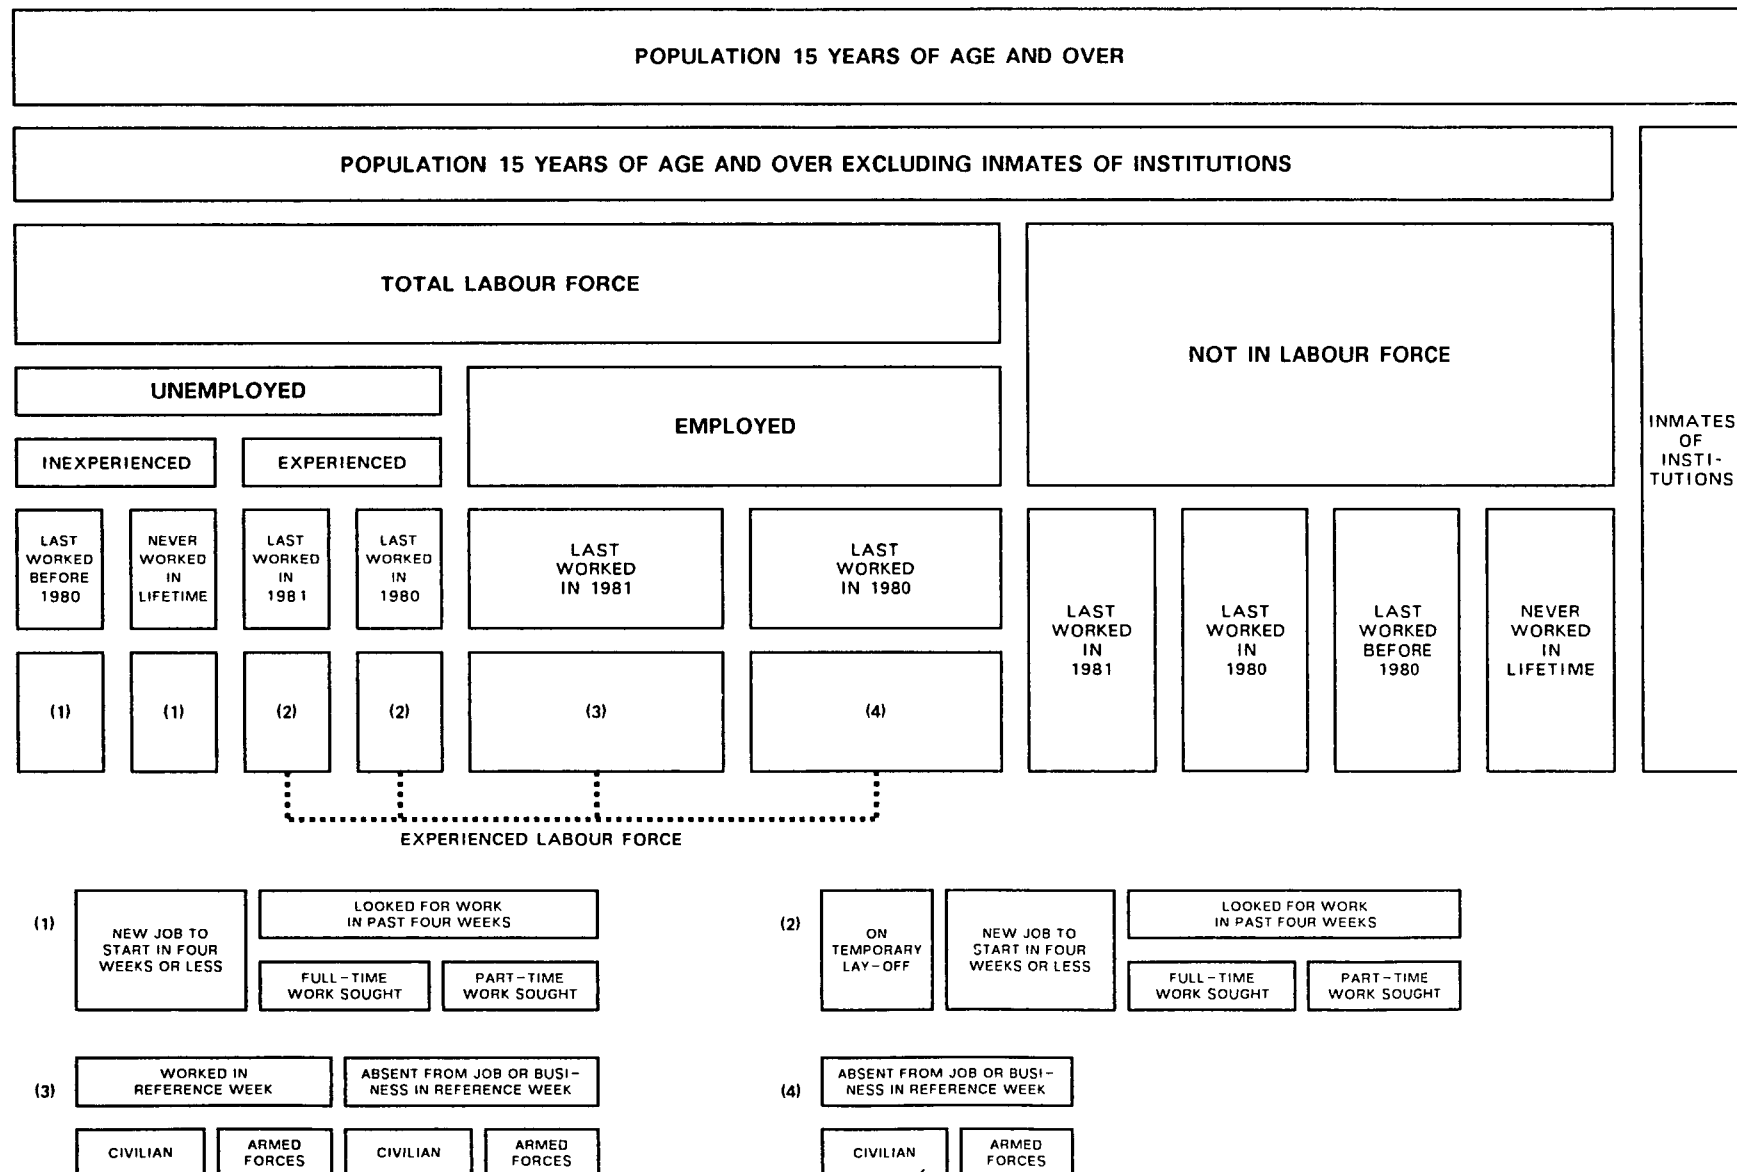 POPULATION 15 YEARS OF AGE AND OVER
POPULATION 15 YEARS OF AGE AND OVER EXCLUDING INMATES OF INSTITUTIONS
TOTAL LABOUR FORCE
NOT IN LABOUR FORCE
INMATES
OF
INSTI-
TUTIONS
UNEMPLOYED
EMPLOYED
INEXPERIENCED
EXPERIENCED
LAST
WORKED
BEFORE
1980
NEVER
WORKED
IN
LIFETIME
LAST
WORKED
IN
1981
LAST
WORKED
IN
1980
LAST
WORKED
IN 1981
LAST
WORKED
IN 1980
LAST
WORKED
IN
1981
LAST
WORKED
IN
1980
LAST
WORKED
BEFORE
1980
NEVER
WORKED
IN
LIFETIME
(1)
(1)
(2)
(2)
(3)
(4)
EXPERIENCED LABOUR FORCE
(1)
NEW JOB TO
START IN FOUR
WEEKS OR LESS
LOOKED FOR WORK
IN PAST FOUR WEEKS
FULL-TIME
WORK SOUGHT
PART-TIME
WORK SOUGHT
(2)
ON
TEMPORARY
LAY-OFF
NEW JOB TO
START IN FOUR
WEEKS OR LESS
LOOKED FOR WORK
IN PAST FOUR WEEKS
FULL-TIME
WORK SOUGHT
PART-TIME
WORK SOUGHT
(3)
WORKED IN
REFERENCE WEEK
ABSENT FROM JOB OR BUSI-
NESS IN REFERENCE WEEK
CIVILIAN
ARMED
FORCES
CIVILIAN
ARMED
FORCES
(4)
ABSENT FROM JOB OR BUSI-
NESS IN REFERENCE WEEK
CIVILIAN
ARMED
FORCES